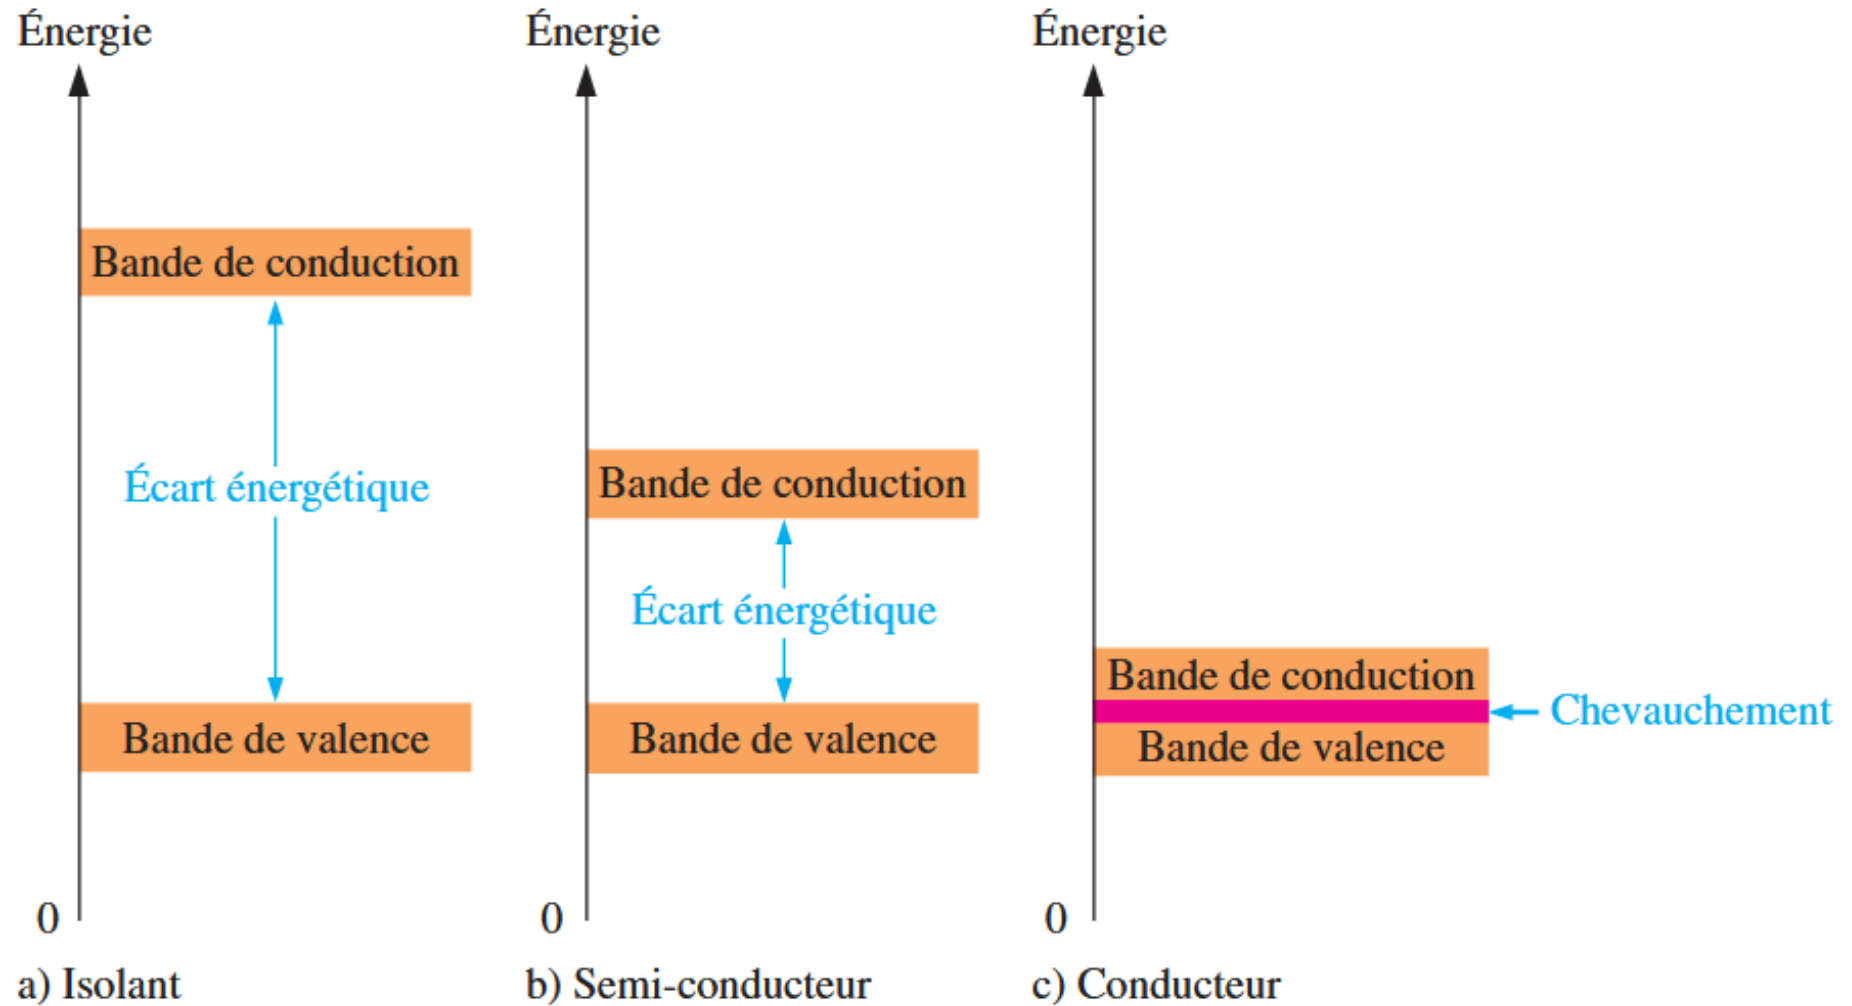 Énergie
Bande de conduction
Écart énergétique
Bande de valence
0
a) Isolant
Énergie
Bande de conduction
Écart énergétique
Bande de valence
0
b) Semi-conducteur
Énergie
Bande de conduction
Chevauchement
Bande de valence
0
c) Conducteur